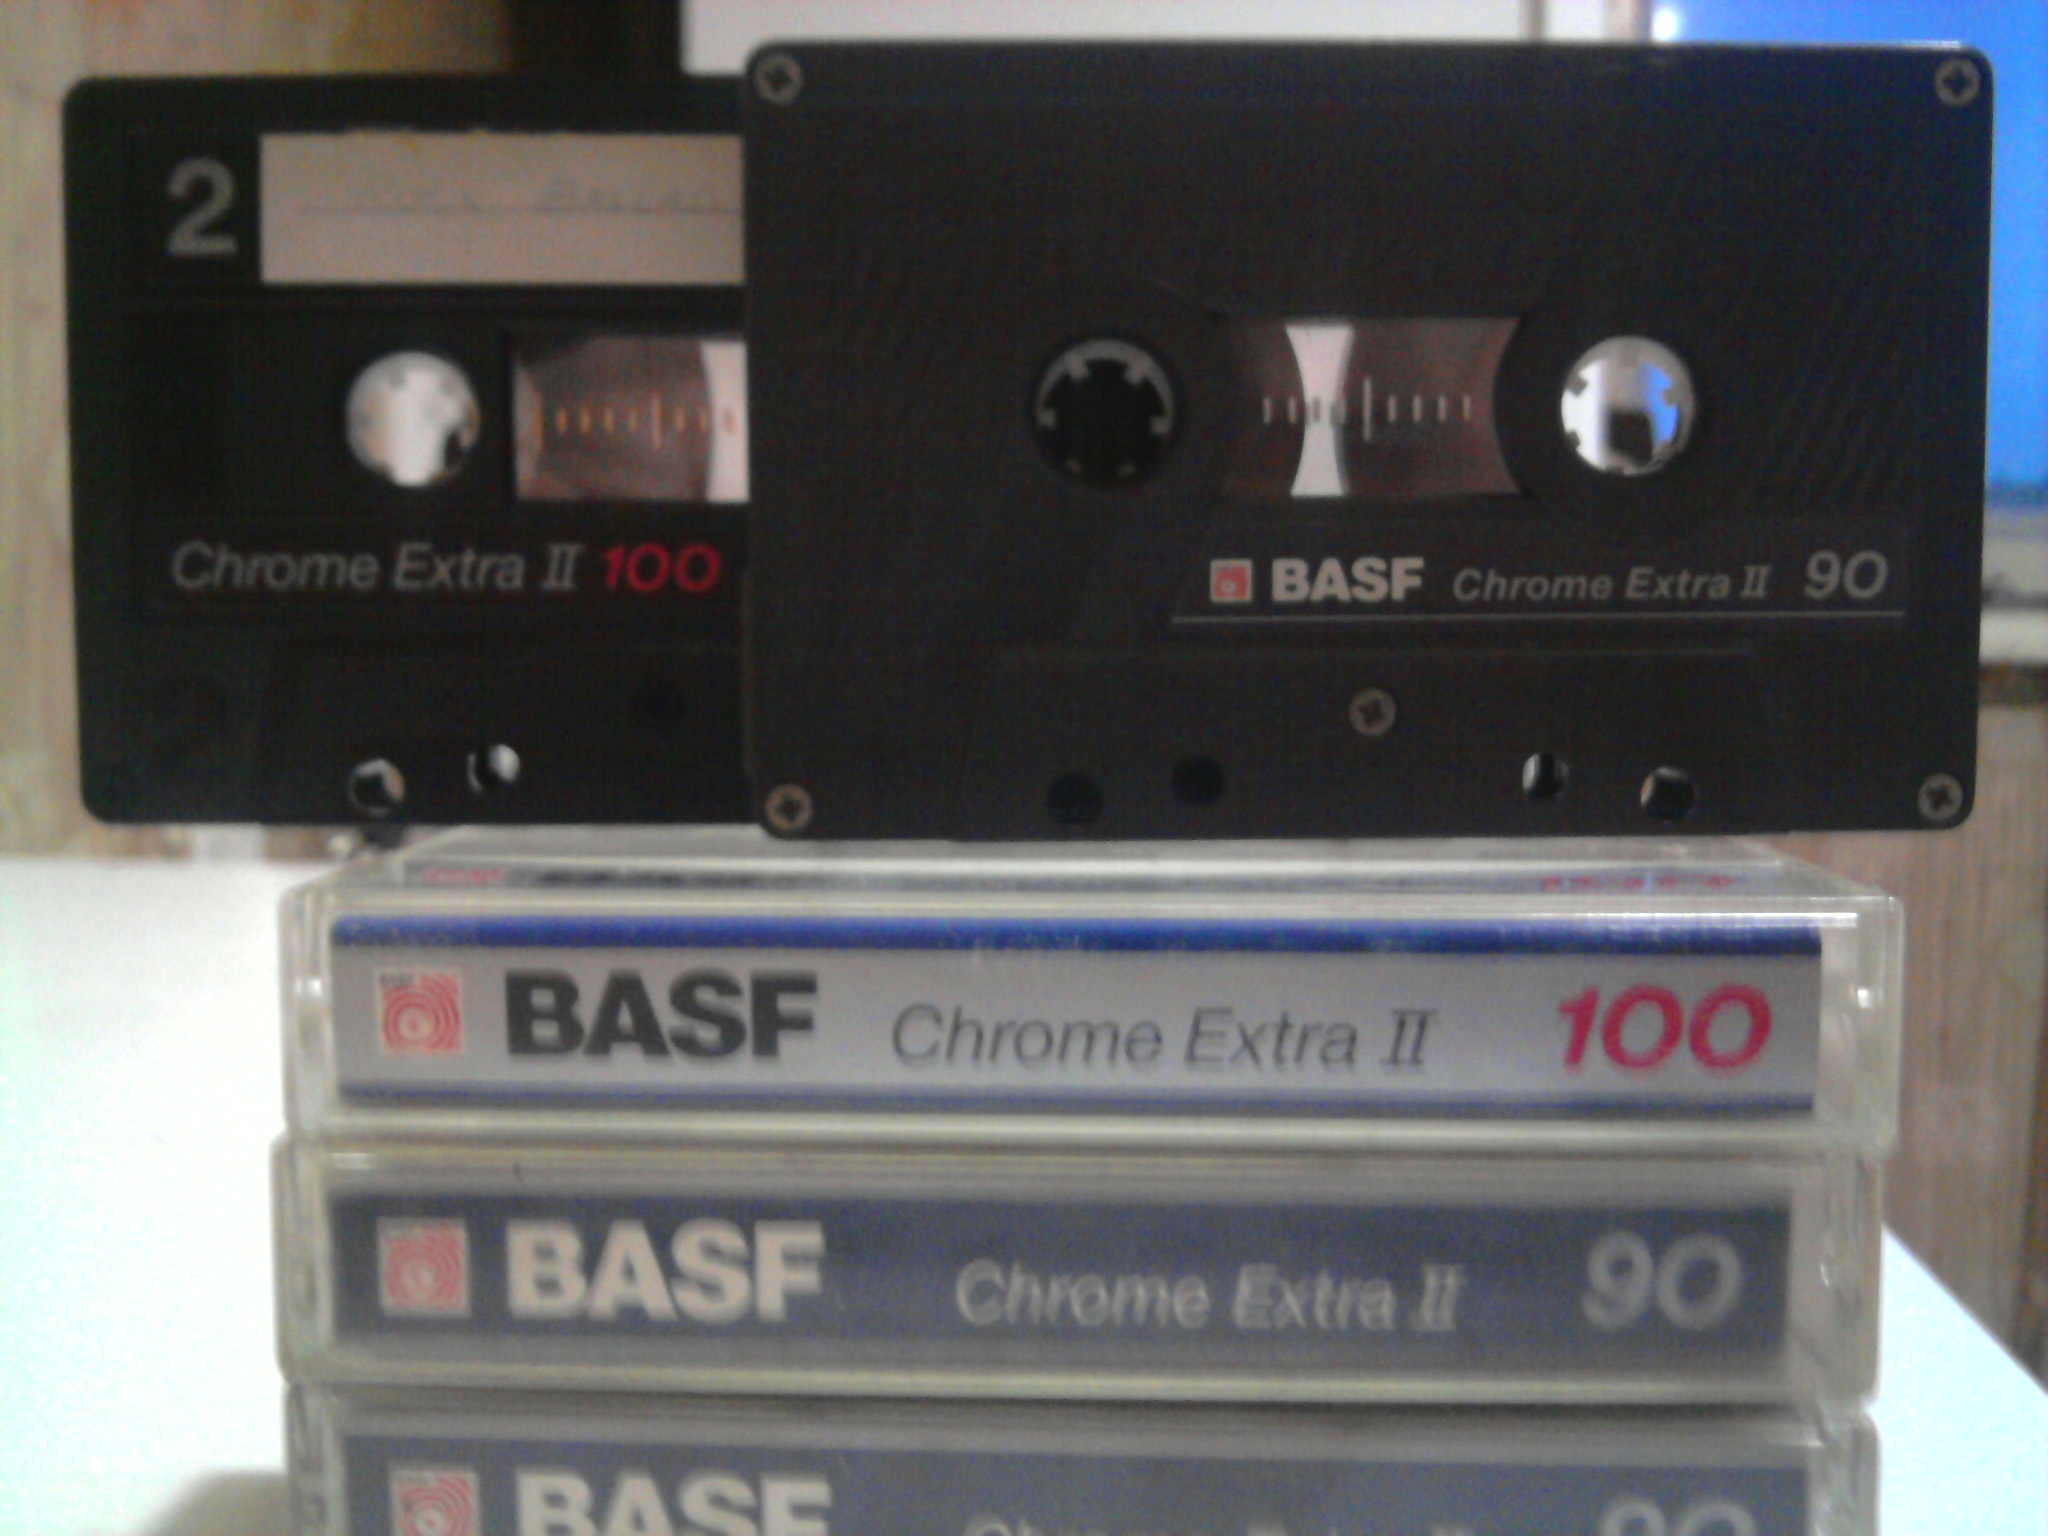 2
Chrome Extra II 100
BASF Chrome Extra II 90
BASF Chrome Extra II 100
BASF Chrome Extra II 90
BASF 90